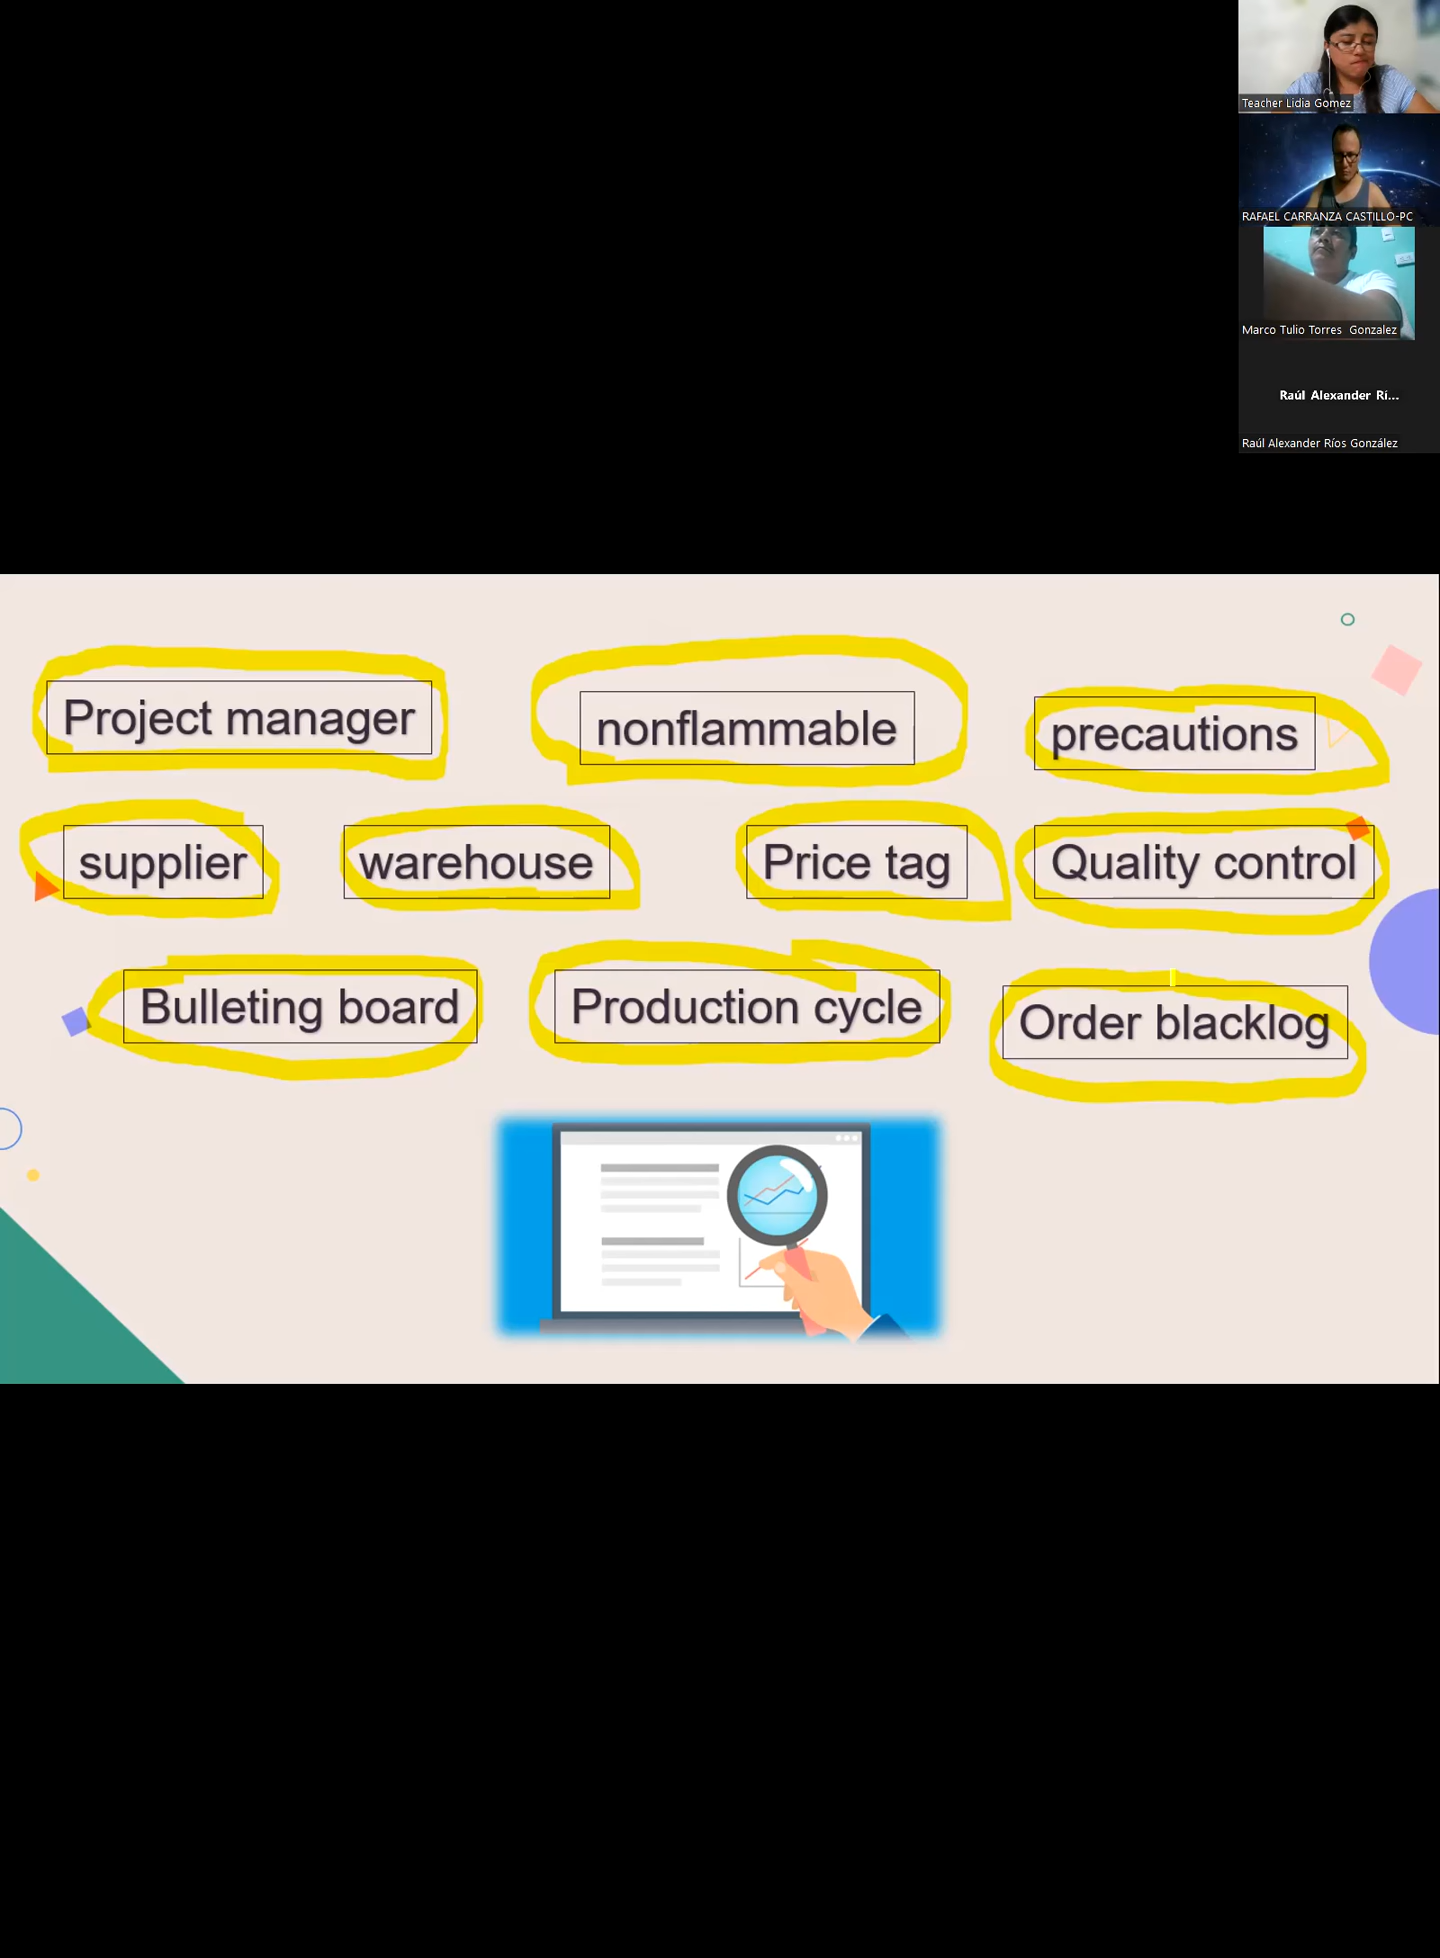 Teacher Lidia Gomez
RAFAEL CARRANZA CASTILLO-PC
Marco Tulio Torres Gonzalez
Raúl Alexander Rí...
Raúl Alexander Ríos González
Project manager
nonflammable
precautions
supplier
warehouse
Price tag
Quality control
Bulleting board
Production cycle
Order blacklog